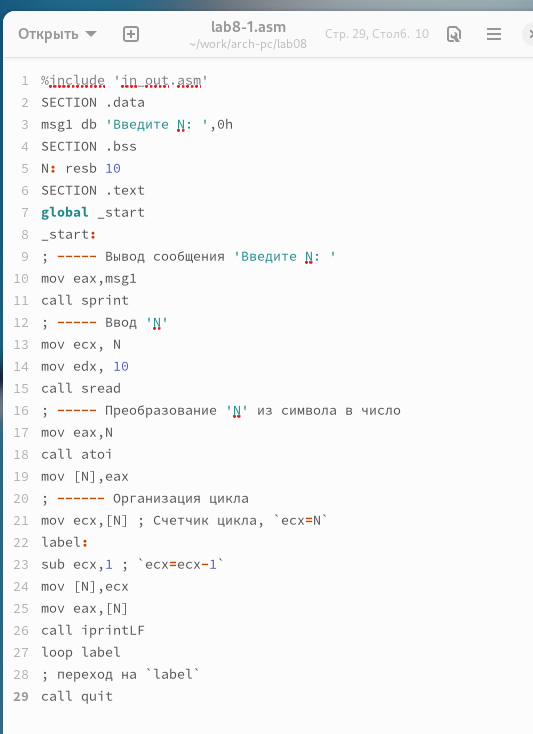 Открыть
lab8-1.asm
~/work/arch-pc/lab08
Стр. 29, Столб. 10
1 %include 'in_out.asm'
2 SECTION .data
3 msg1 db 'Введите N: ',0h
4 SECTION .bss
5 N: resb 10
6 SECTION .text
7 global _start
8 _start:
9 ; ----- Вывод сообщения 'Введите N: '
10 mov eax,msg1
11 call sprint
12 ; ----- Ввод 'N'
13 mov ecx, N
14 mov edx, 10
15 call sread
16 ; ----- Преобразование 'N' из символа в число
17 mov eax,N
18 call atoi
19 mov [N],eax
20 ; ------ Организация цикла
21 mov ecx,[N] ; Счетчик цикла, `ecx=N`
22 label:
23 sub ecx,1 ; `ecx=ecx-1`
24 mov [N],ecx
25 mov eax,[N]
26 call iprintLF
27 loop label
28 ; переход на `label`
29 call quit